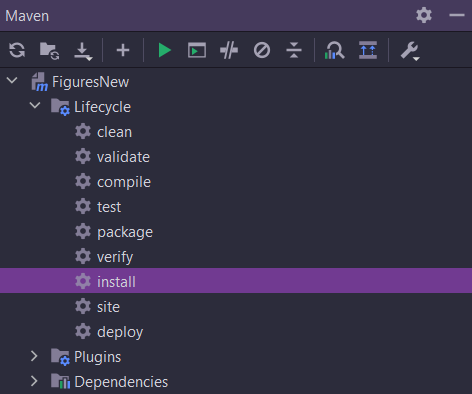 Maven
FiguresNew
Lifecycle
clean
validate
compile
test
package
verify
install
site
deploy
Plugins
Dependencies